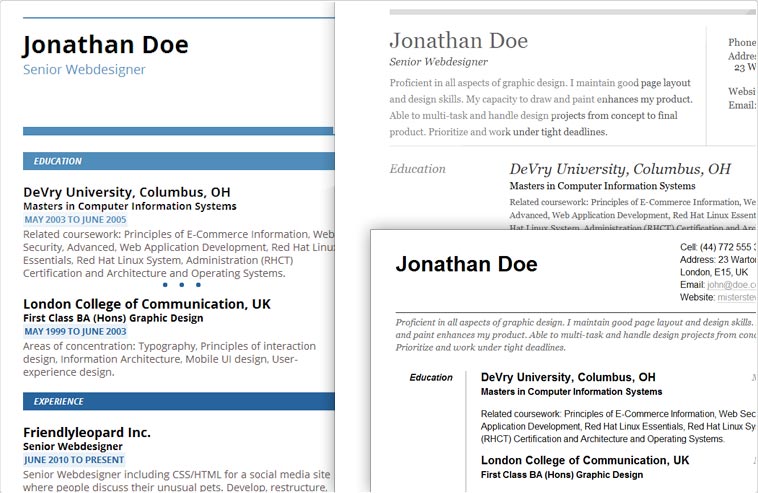 Jonathan Doe
Senior Webdesigner
EDUCATION
DeVry University, Columbus, OH
Masters in Computer Information Systems
MAY 2003 TO JUNE 2005
Related coursework: Principles of E-Commerce Information, Web
Security, Advanced, Web Application Development, Red Hat Linux
Essentials, Red Hat Linux System, Administration (RHCT)
Certification and Architecture and Operating Systems.
London College of Communication, UK
First Class BA (Hons) Graphic Design
MAY 1999 TO JUNE 2003
Areas of concentration: Typography, Principles of interaction
design, Information Architecture, Mobile UI design, User-
experience design.
EXPERIENCE
Friendlyleopard Inc.
Senior Webdesigner
JUNE 2010 TO PRESENT
Senior Webdesigner including CSS/HTML for a social media site
where people discuss their unusual pets. Develop, restructure,
Jonathan Doe
Senior Webdesigner
Proficient in all aspects of graphic design. I maintain good page layout
and design skills. My capacity to draw and paint enhances my product.
Able to multi-task and handle design projects from concept to final
product. Prioritize and work under tight deadlines.
Phone
Addre
23 W
Websi
Email:
Education
DeVry University, Columbus, OH
Masters in Computer Information Systems
Related coursework: Principles of E-Commerce Information, We
Advanced, Web Application Development, Red Hat Linux Essent
Hat Linux System, Administration (RHCT) Certification and Arc
Jonathan Doe
Cell: (44) 772 555
Address: 23 Warto
London, E15, UK
Email: john@doe.c
Website: misterstev
Proficient in all aspects of graphic design. I maintain good page layout and design skills.
and paint enhances my product. Able to multi-task and handle design projects from conc
Prioritize and work under tight deadlines.
Education
DeVry University, Columbus, OH
Masters in Computer Information Systems
Related coursework: Principles of E-Commerce Information, Web Sec
Application Development, Red Hat Linux Essentials, Red Hat Linux Sy
(RHCT) Certification and Architecture and Operating Systems.
London College of Communication, UK
First Class BA (Hons) Graphic Design